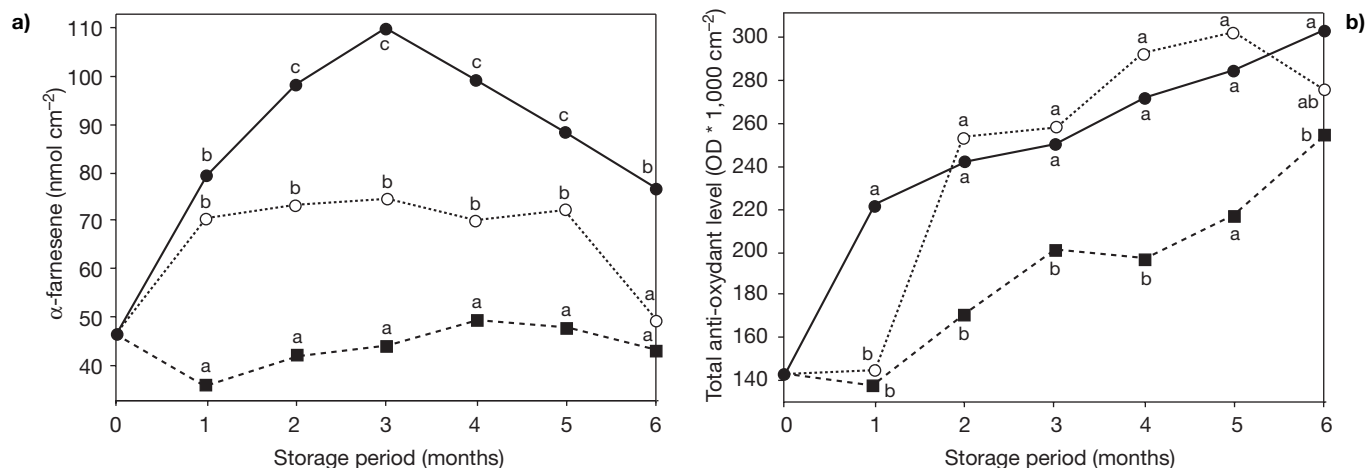 a)
α-farnesene (nmol cm⁻²)
110
100
90
80
70
60
50
40
b
c
c
c
c
b
b
b
b
b
b
a
a
a
a
a
a
a
0 1 2 3 4 5 6
Storage period (months)
b)
Total anti-oxydant level (OD * 1,000 cm⁻²)
300
280
260
240
220
200
180
160
140
a
a
a
a
a
a
b
a
a
a
a
ab
b
b
b
b
a
b
0 1 2 3 4 5 6
Storage period (months)